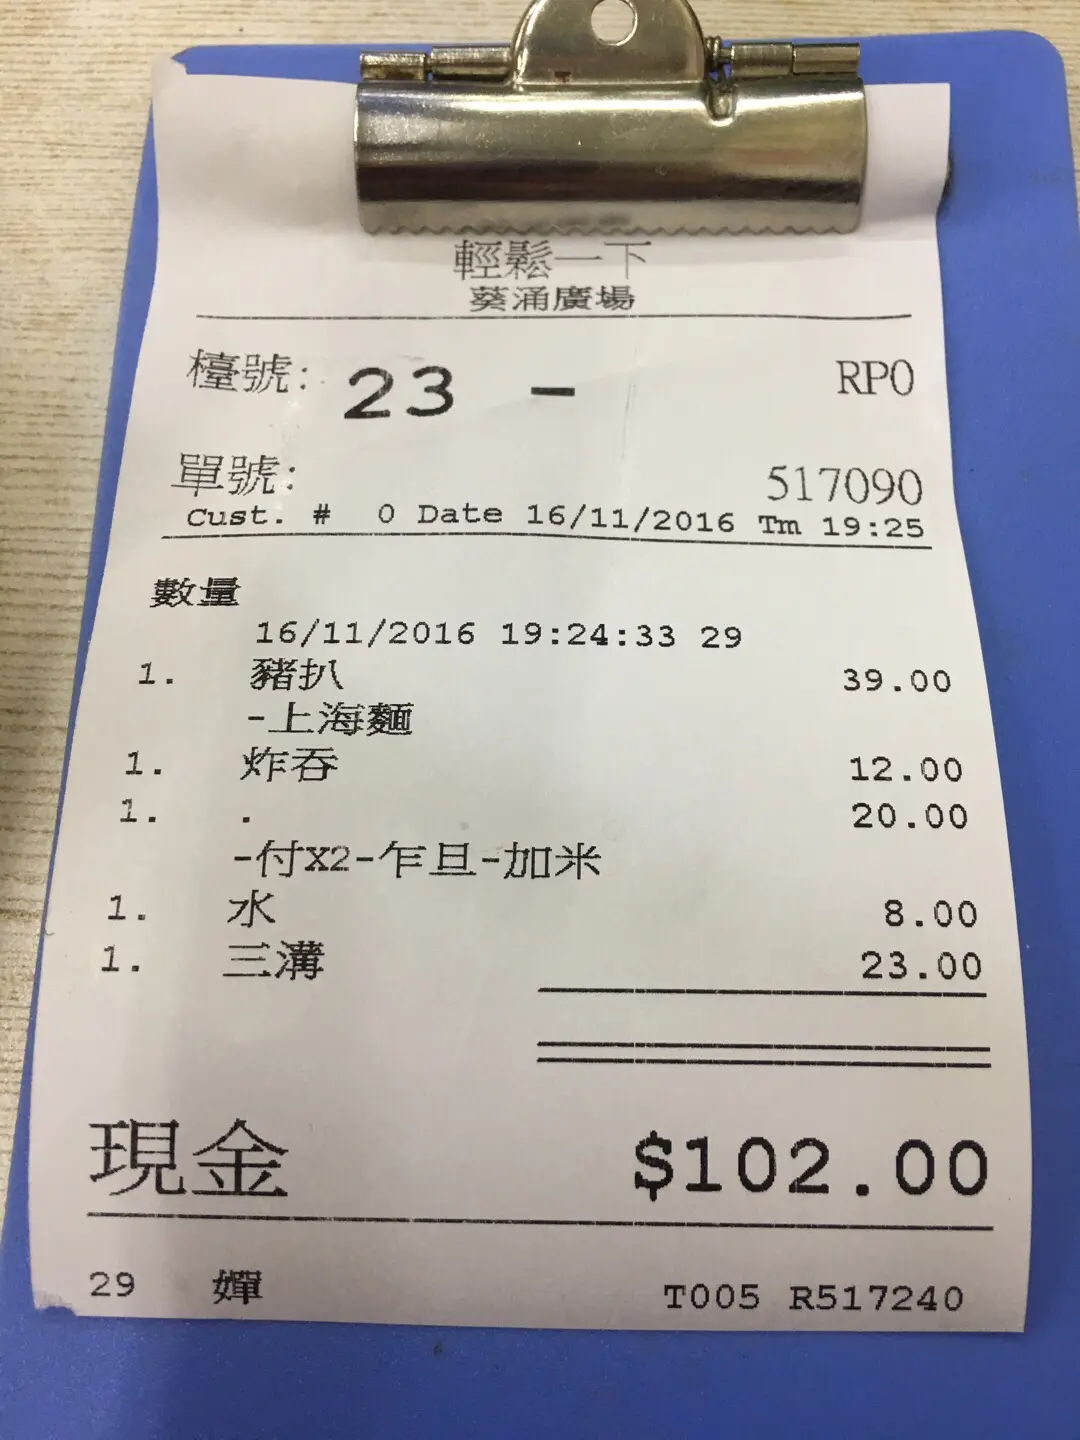 輕鬆一下
葵涌廣場
檯號: 23 - RP0
單號: 517090
Cust. # 0 Date 16/11/2016 Tm 19:25
數量
16/11/2016 19:24:33 29
1. 豬扒 39.00
-上海麵
1. 炸吞 12.00
1. . 20.00
-付X2-乍旦-加米
1. 水 8.00
1. 三溝 23.00
現金 $102.00
29 嬋 T005 R517240